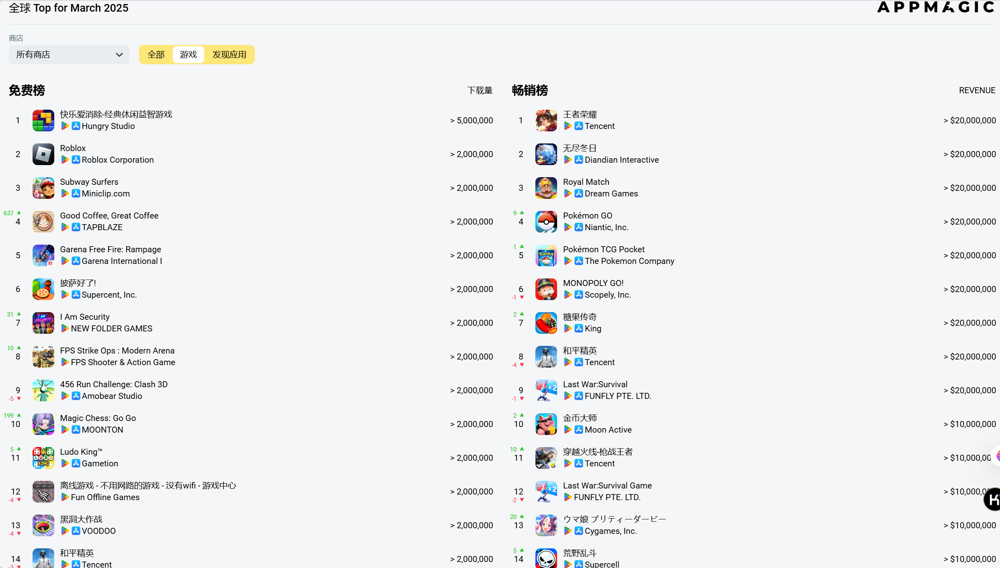 全球 Top for March 2025
APPMAGIC
商店
所有商店
全部 游戏 发现应用
免费榜 下载量
1 快乐爱消除-经典休闲益智游戏 > 5,000,000
Hungry Studio
2 Roblox > 2,000,000
Roblox Corporation
3 Subway Surfers > 2,000,000
Miniclip.com
637
4 Good Coffee, Great Coffee > 2,000,000
TAPBLAZE
5 Garena Free Fire: Rampage > 2,000,000
Garena International I
6 披萨好了! > 2,000,000
Supercent, Inc.
31
7 I Am Security > 2,000,000
NEW FOLDER GAMES
10
8 FPS Strike Ops : Modern Arena > 2,000,000
FPS Shooter & Action Game
9 456 Run Challenge: Clash 3D > 2,000,000
-5 Amobear Studio
199
10 Magic Chess: Go Go > 2,000,000
MOONTON
5
11 Ludo King™ > 2,000,000
Gametion
12 离线游戏 - 不用网路的游戏 - 没有wifi - 游戏中心 > 2,000,000
-4 Fun Offline Games
13 黑洞大作战 > 2,000,000
-4 VOODOO
14 和平精英 > 2,000,000
-3 Tencent
畅销榜 REVENUE
1 王者荣耀 > $20,000,000
Tencent
2 无尽冬日 > $20,000,000
Diandian Interactive
3 Royal Match > $20,000,000
Dream Games
9
4 Pokémon GO > $20,000,000
Niantic, Inc.
1
5 Pokémon TCG Pocket > $20,000,000
The Pokemon Company
6 MONOPOLY GO! > $20,000,000
-1 Scopely, Inc.
2
7 糖果传奇 > $20,000,000
King
8 和平精英 > $20,000,000
-4 Tencent
9 Last War:Survival > $20,000,000
-1 FUNFLY PTE. LTD.
2
10 金币大师 > $10,000,000
Moon Active
10
11 穿越火线-枪战王者 > $10,000,00
Tencent
12 Last War:Survival Game > $10,000,0
-2 FUNFLY PTE. LTD.
20
13 ウマ娘 プリティーダービー > $10,000,000
Cygames, Inc.
5
14 荒野乱斗 > $10,000,000
Supercell